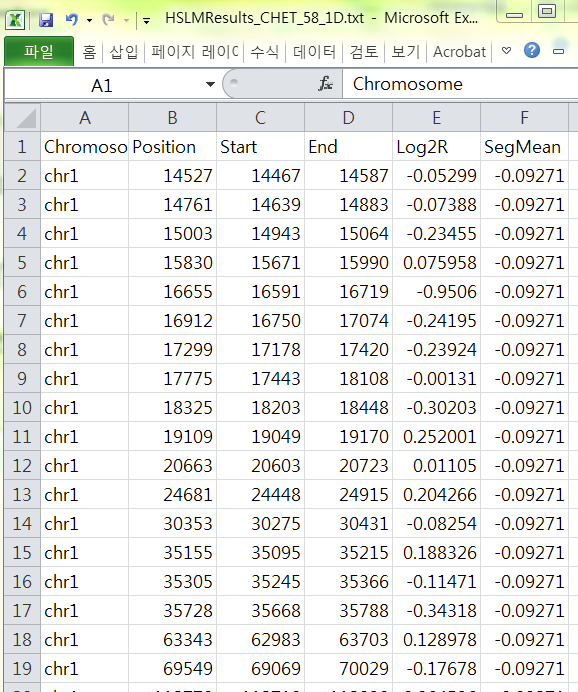 HSLMResults_CHET_58_1D.txt - Microsoft Ex...
파일 홈 삽입 페이지 레이 수식 데이터 검토 보기 Acrobat
A1 fx Chromosome
A B C D E F
1 Chromoso Position Start End Log2R SegMean
2 chr1 14527 14467 14587 -0.05299 -0.09271
3 chr1 14761 14639 14883 -0.07388 -0.09271
4 chr1 15003 14943 15064 -0.23455 -0.09271
5 chr1 15830 15671 15990 0.075958 -0.09271
6 chr1 16655 16591 16719 -0.9506 -0.09271
7 chr1 16912 16750 17074 -0.24195 -0.09271
8 chr1 17299 17178 17420 -0.23924 -0.09271
9 chr1 17775 17443 18108 -0.00131 -0.09271
10 chr1 18325 18203 18448 -0.30203 -0.09271
11 chr1 19109 19049 19170 0.252001 -0.09271
12 chr1 20663 20603 20723 0.01105 -0.09271
13 chr1 24681 24448 24915 0.204266 -0.09271
14 chr1 30353 30275 30431 -0.08254 -0.09271
15 chr1 35155 35095 35215 0.188326 -0.09271
16 chr1 35305 35245 35366 -0.11471 -0.09271
17 chr1 35728 35668 35788 -0.34318 -0.09271
18 chr1 63343 62983 63703 0.128978 -0.09271
19 chr1 69549 69069 70029 -0.17678 -0.09271